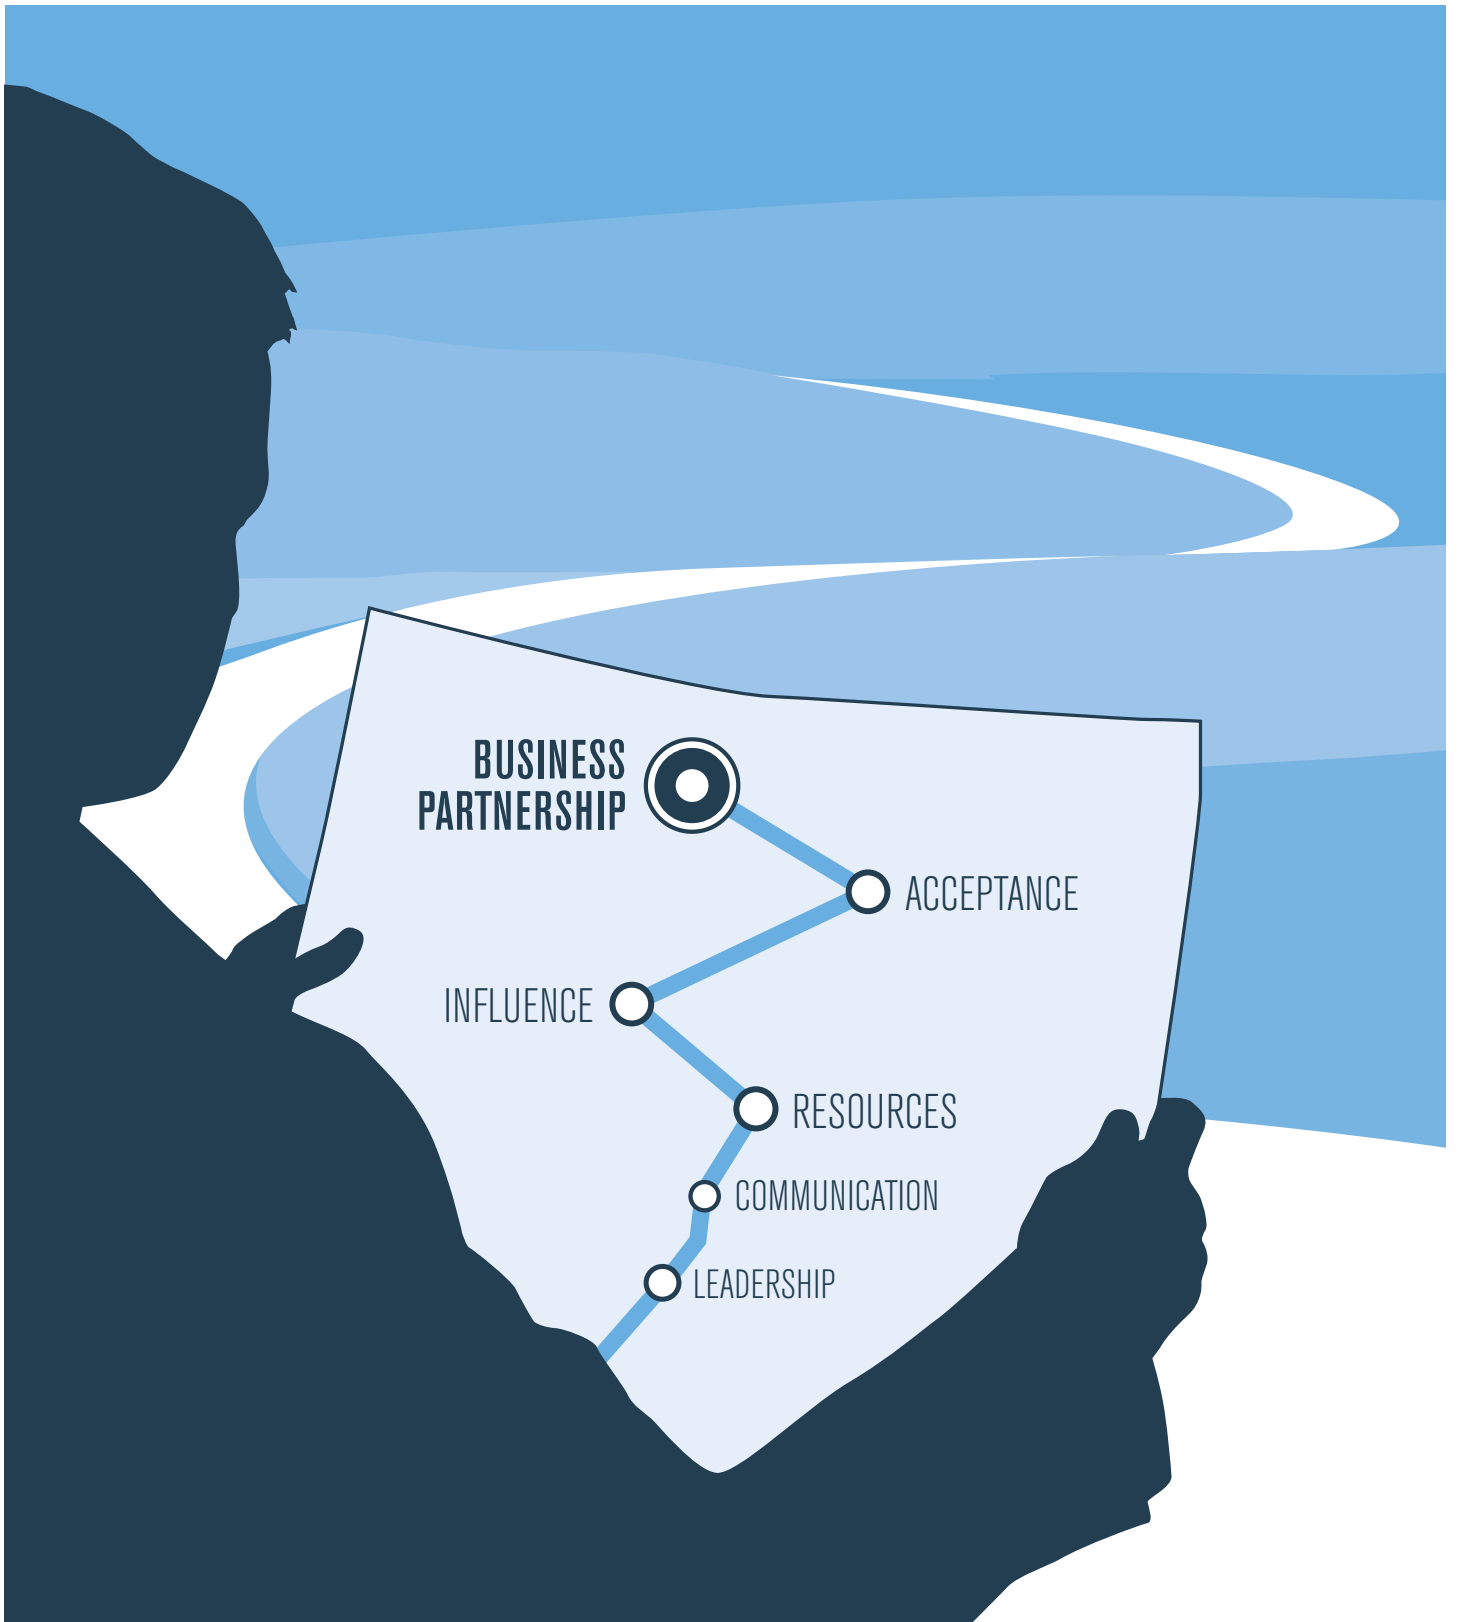 BUSINESS
PARTNERSHIP
ACCEPTANCE
INFLUENCE
RESOURCES
COMMUNICATION
LEADERSHIP